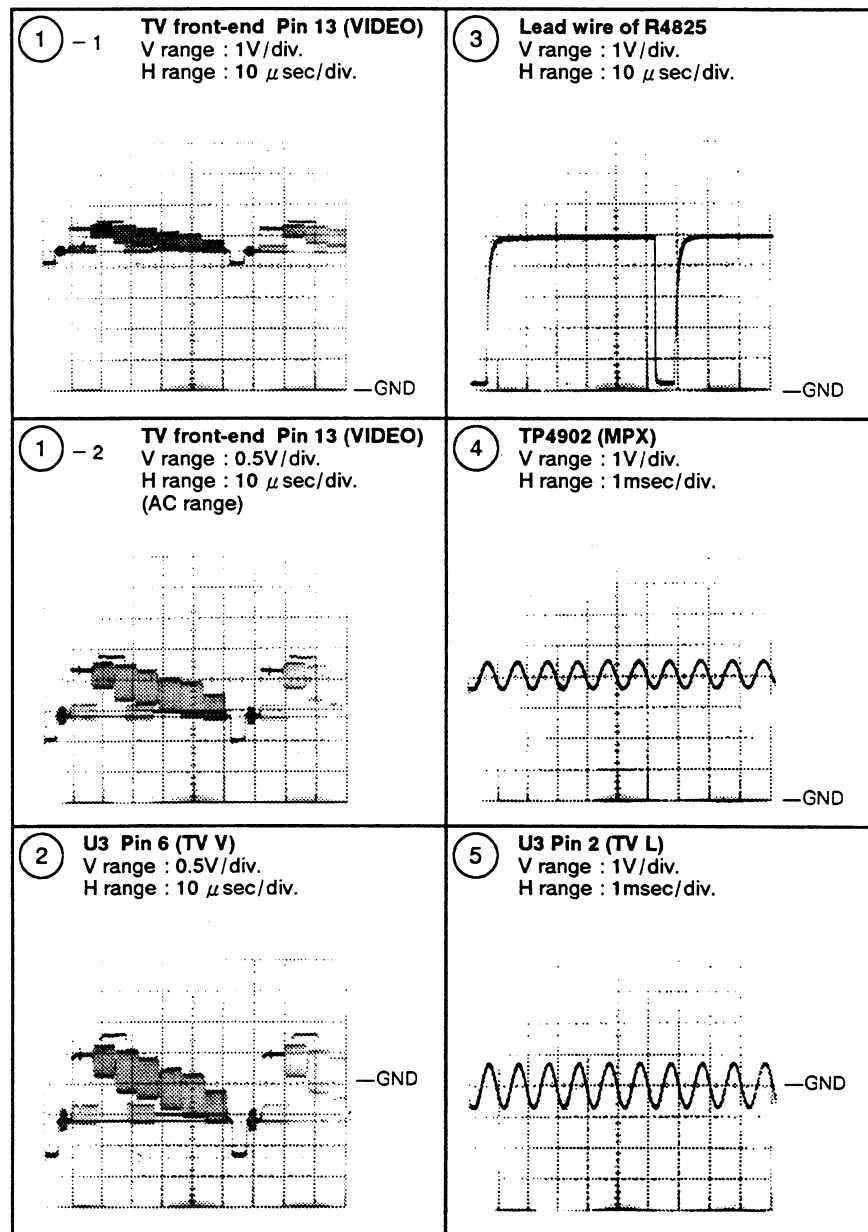 1 – 1
TV front-end Pin 13 (VIDEO)
V range : 1V/div.
H range : 10 μsec/div.
—GND
3
Lead wire of R4825
V range : 1V/div.
H range : 10 μsec/div.
—GND
1 – 2
TV front-end Pin 13 (VIDEO)
V range : 0.5V/div.
H range : 10 μsec/div.
(AC range)
4
TP4902 (MPX)
V range : 1V/div.
H range : 1msec/div.
—GND
2
U3 Pin 6 (TV V)
V range : 0.5V/div.
H range : 10 μsec/div.
—GND
5
U3 Pin 2 (TV L)
V range : 1V/div.
H range : 1msec/div.
—GND